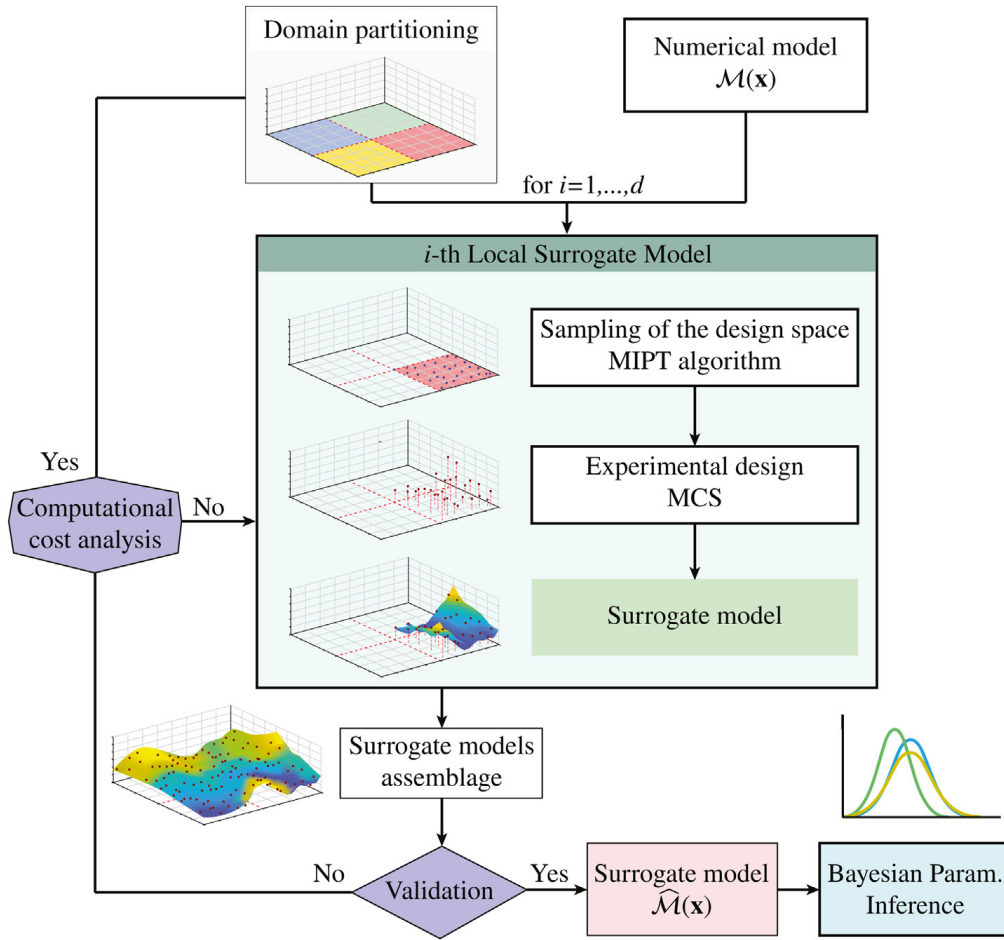 Domain partitioning
Numerical model
ℳ(x)
for i=1,...,d
i-th Local Surrogate Model
Sampling of the design space
MIPT algorithm
Yes
Experimental design
MCS
Computational
cost analysis
No
Surrogate model
Surrogate models
assemblage
No
Validation
Yes
Surrogate model
ℳ̂(x)
Bayesian Param.
Inference